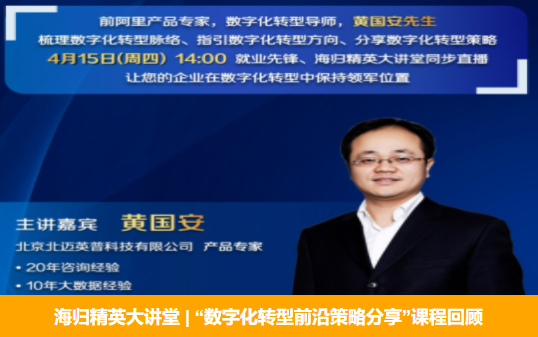 前阿里产品专家，数字化转型导师，黄国安先生
梳理数字化转型脉络、指引数字化转型方向、分享数字化转型策略
4月15日(周四) 14:00 就业先锋、海归精英大讲堂同步直播
让您的企业在数字化转型中保持领军位置
主讲嘉宾 黄国安
北京北迈英普科技有限公司 产品专家
• 20年咨询经验
• 10年大数据经验
海归精英大讲堂 | “数字化转型前沿策略分享”课程回顾